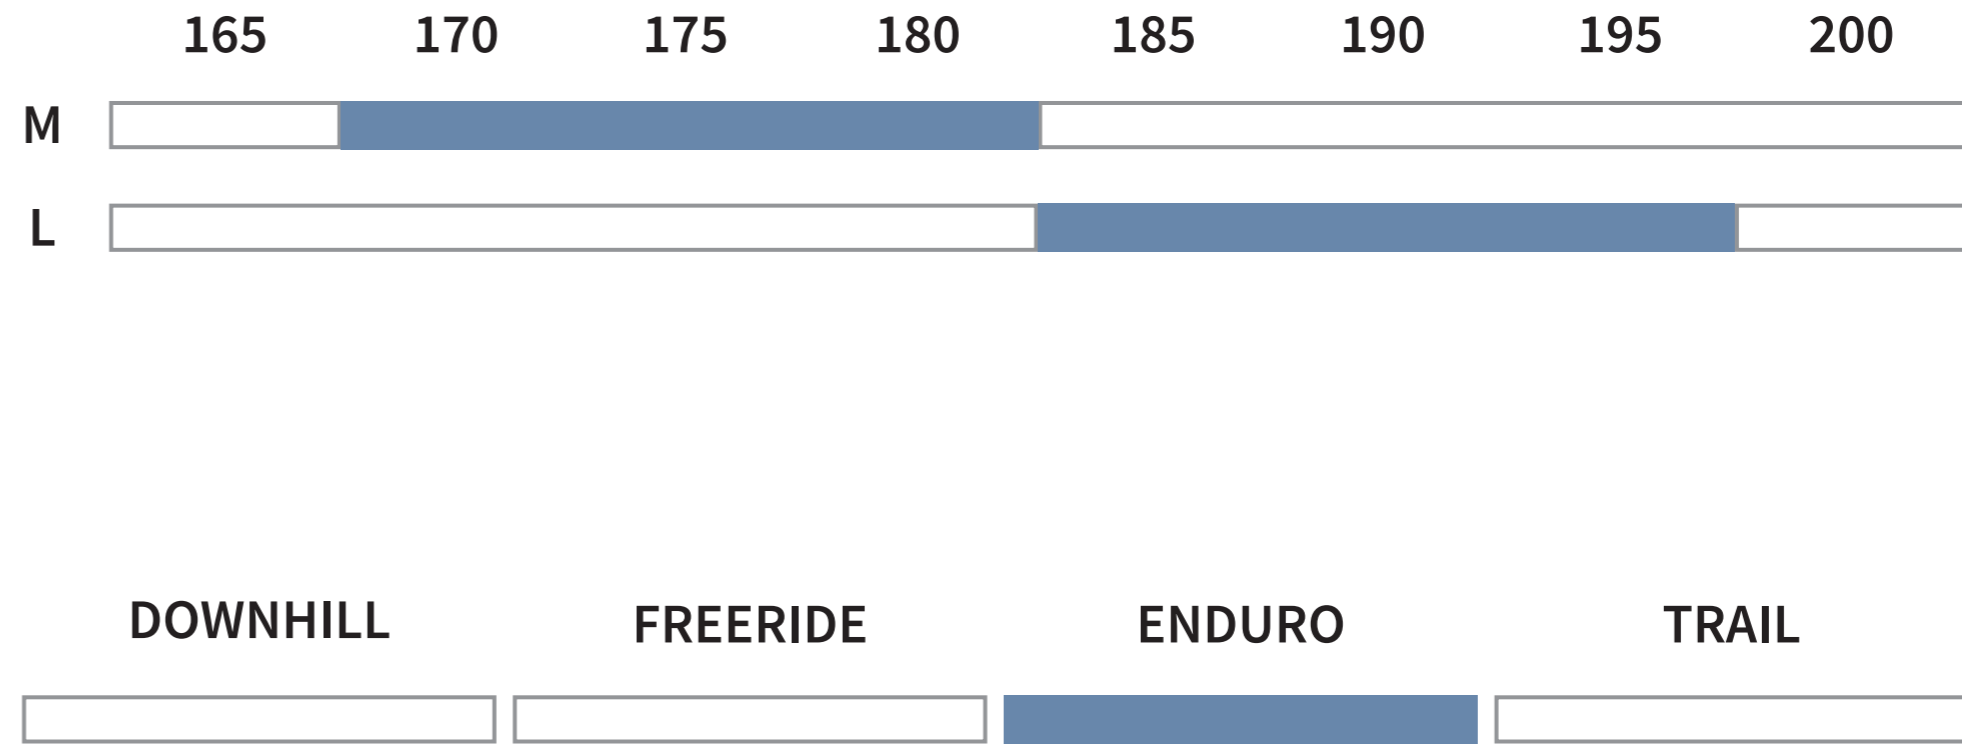 165 170 175 180 185 190 195 200
M
L
DOWNHILL FREERIDE ENDURO TRAIL